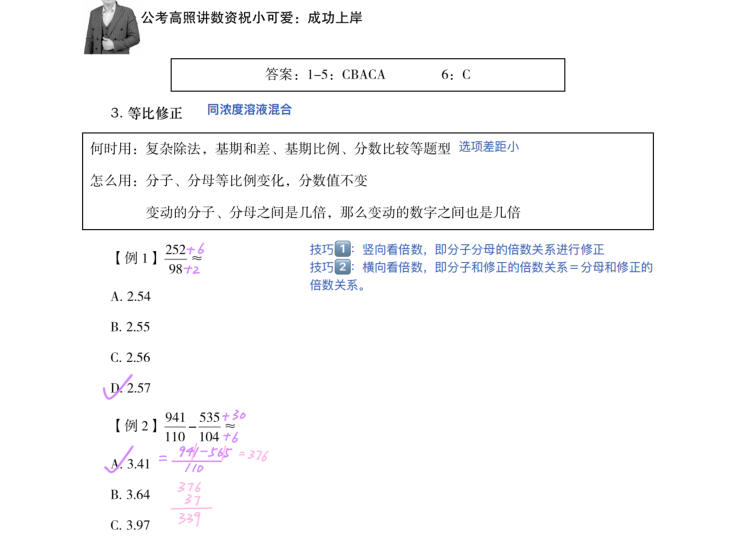 公考高照讲数资祝小可爱：成功上岸
答案：1–5：CBACA 6：C
3. 等比修正 同浓度溶液混合
何时用：复杂除法，基期和差、基期比例、分数比较等题型 选项差距小
怎么用：分子、分母等比例变化，分数值不变
变动的分子、分母之间是几倍，那么变动的数字之间也是几倍
【例 1】252+6/98+2≈
技巧1：竖向看倍数，即分子分母的倍数关系进行修正
技巧2：横向看倍数，即分子和修正的倍数关系＝分母和修正的
倍数关系。
A. 2.54
B. 2.55
C. 2.56
D. 2.57
【例 2】941/110–535+30/104+6≈
= 941–565/110 = 376
A. 3.41
B. 3.64
376
37
339
C. 3.97